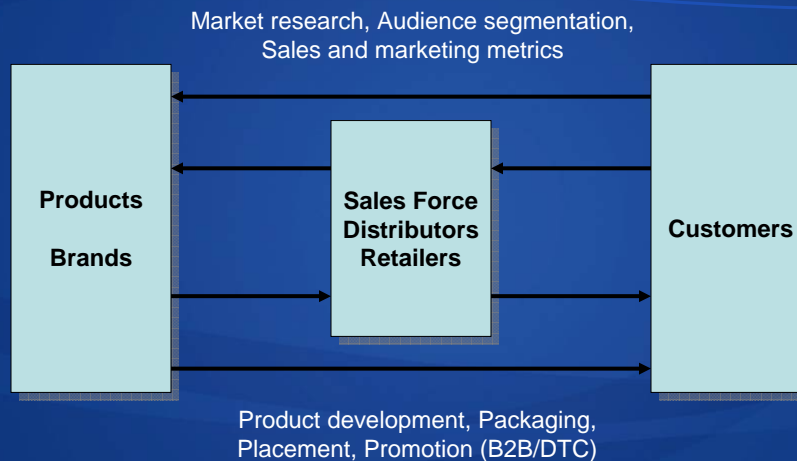 Market research, Audience segmentation,
Sales and marketing metrics
Products
Brands
Sales Force
Distributors
Retailers
Customers
Product development, Packaging,
Placement, Promotion (B2B/DTC)